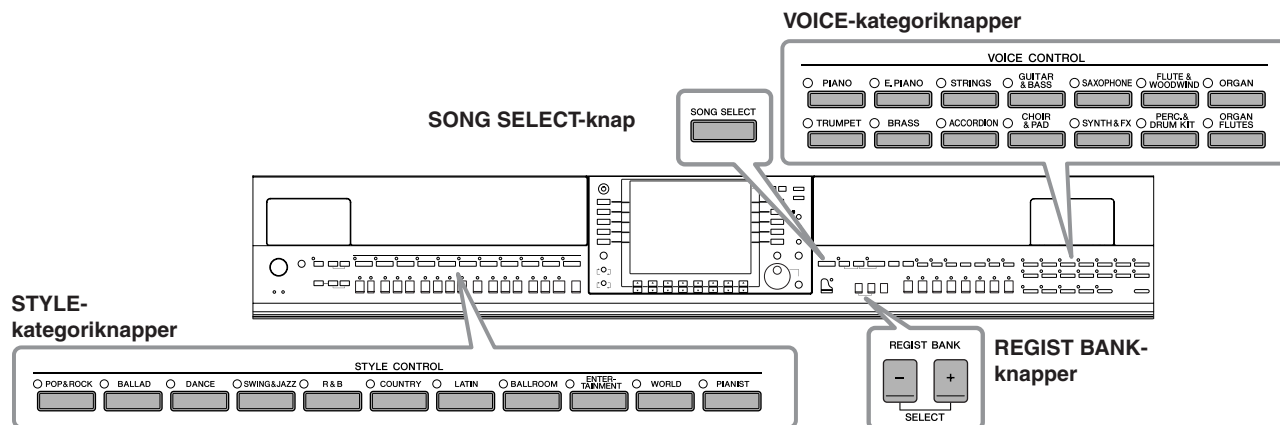 VOICE-kategoriknapper
VOICE CONTROL
PIANO E. PIANO STRINGS GUITAR & BASS SAXOPHONE FLUTE & WOODWIND ORGAN
TRUMPET BRASS ACCORDION CHOIR & PAD SYNTH & FX PERC. & DRUM KIT ORGAN FLUTES
SONG SELECT-knap
SONG SELECT
STYLE-
kategoriknapper
STYLE CONTROL
POP&ROCK BALLAD DANCE SWING&JAZZ R & B COUNTRY LATIN BALLROOM ENTER-TAINMENT WORLD PIANIST
REGIST BANK
- +
SELECT
REGIST BANK-
knapper